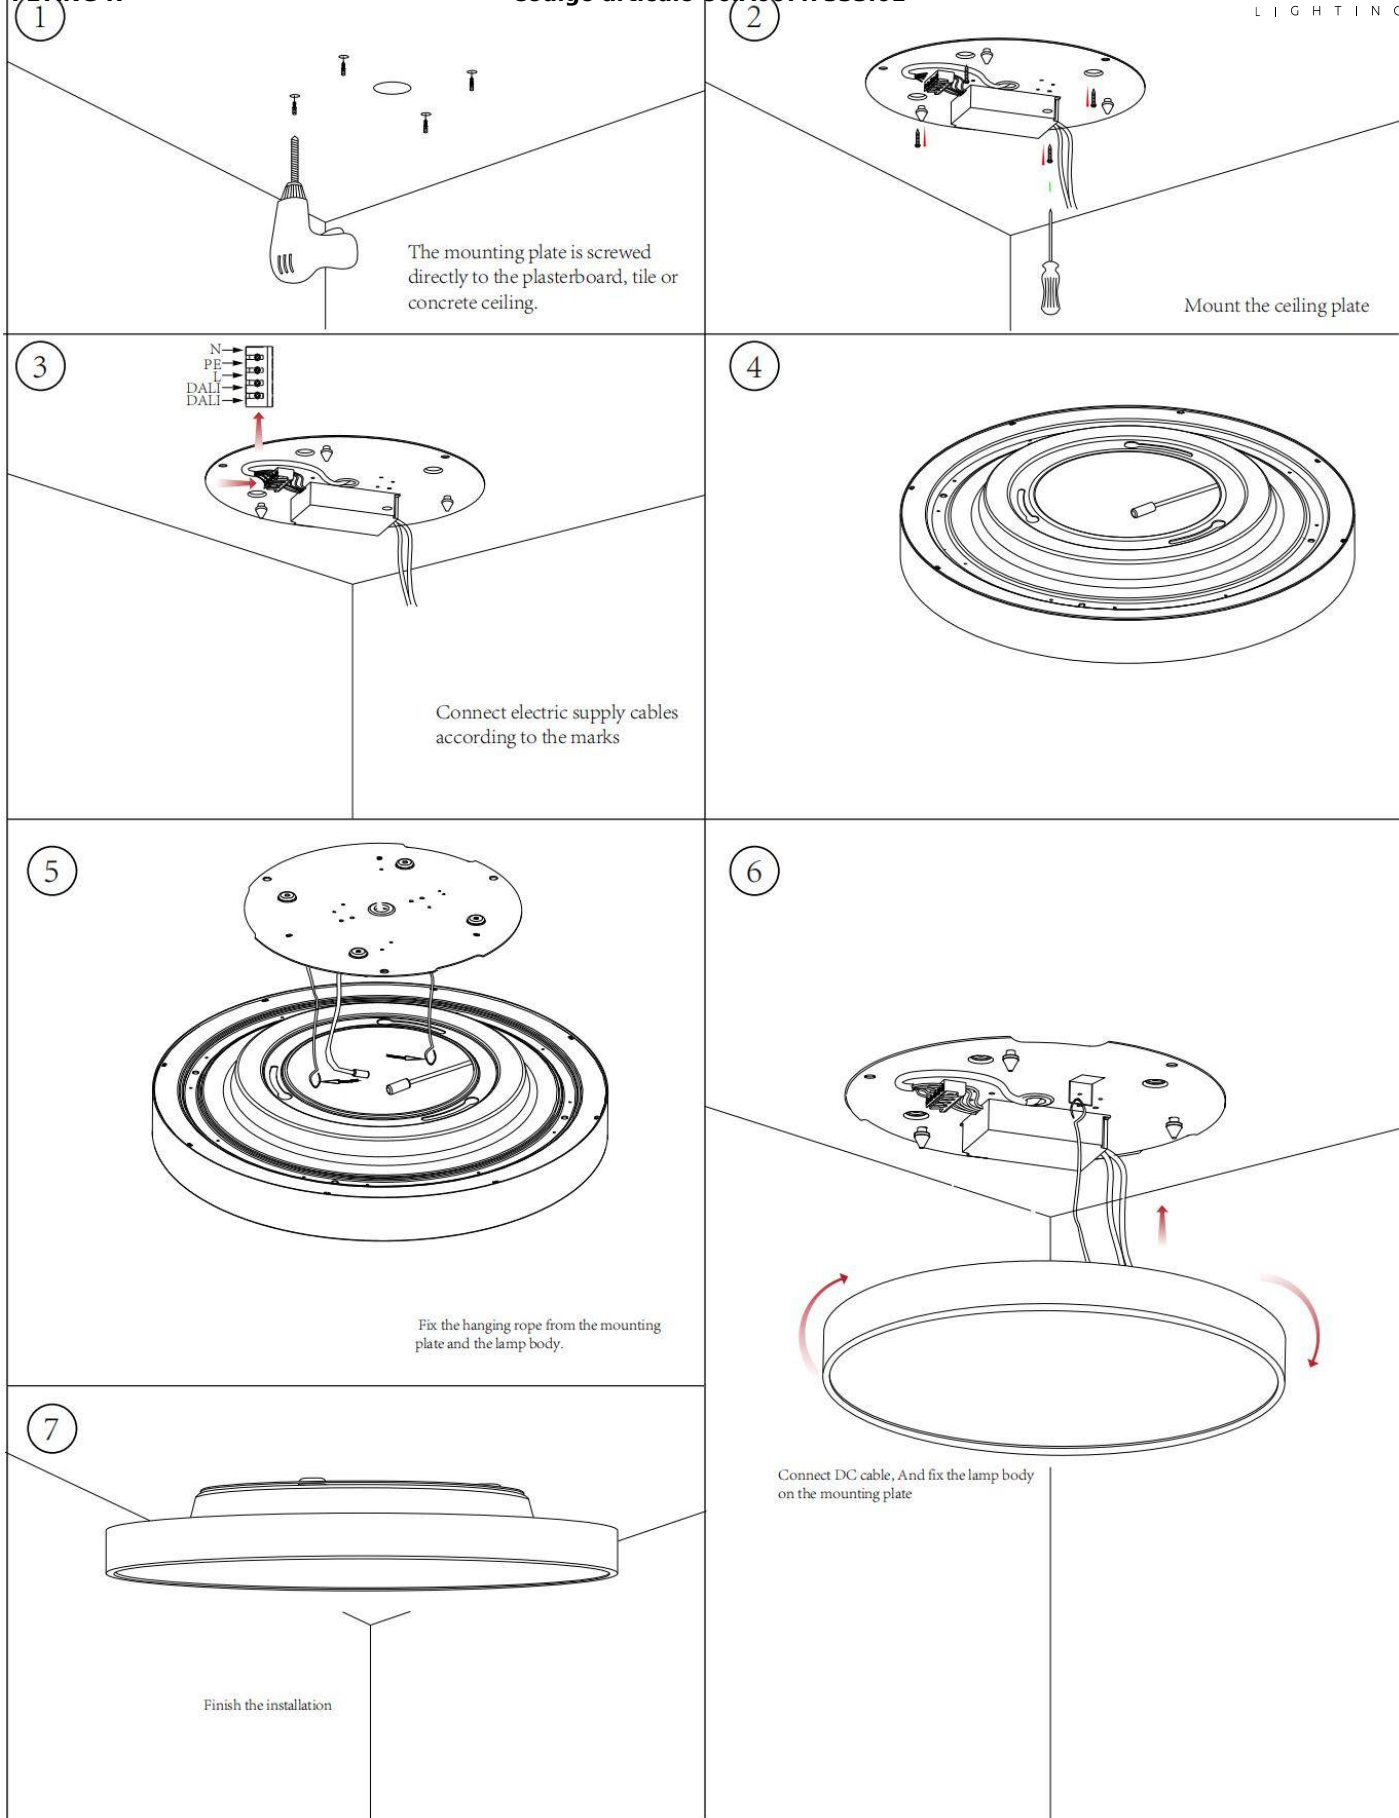 LIGHTING
1
2
The mounting plate is screwed
directly to the plasterboard, tile or
concrete ceiling.
Mount the ceiling plate
3
N
PE
L
DALI
DALI
Connect electric supply cables
according to the marks
4
5
Fix the hanging rope from the mounting
plate and the lamp body.
6
Connect DC cable, And fix the lamp body
on the mounting plate
7
Finish the installation